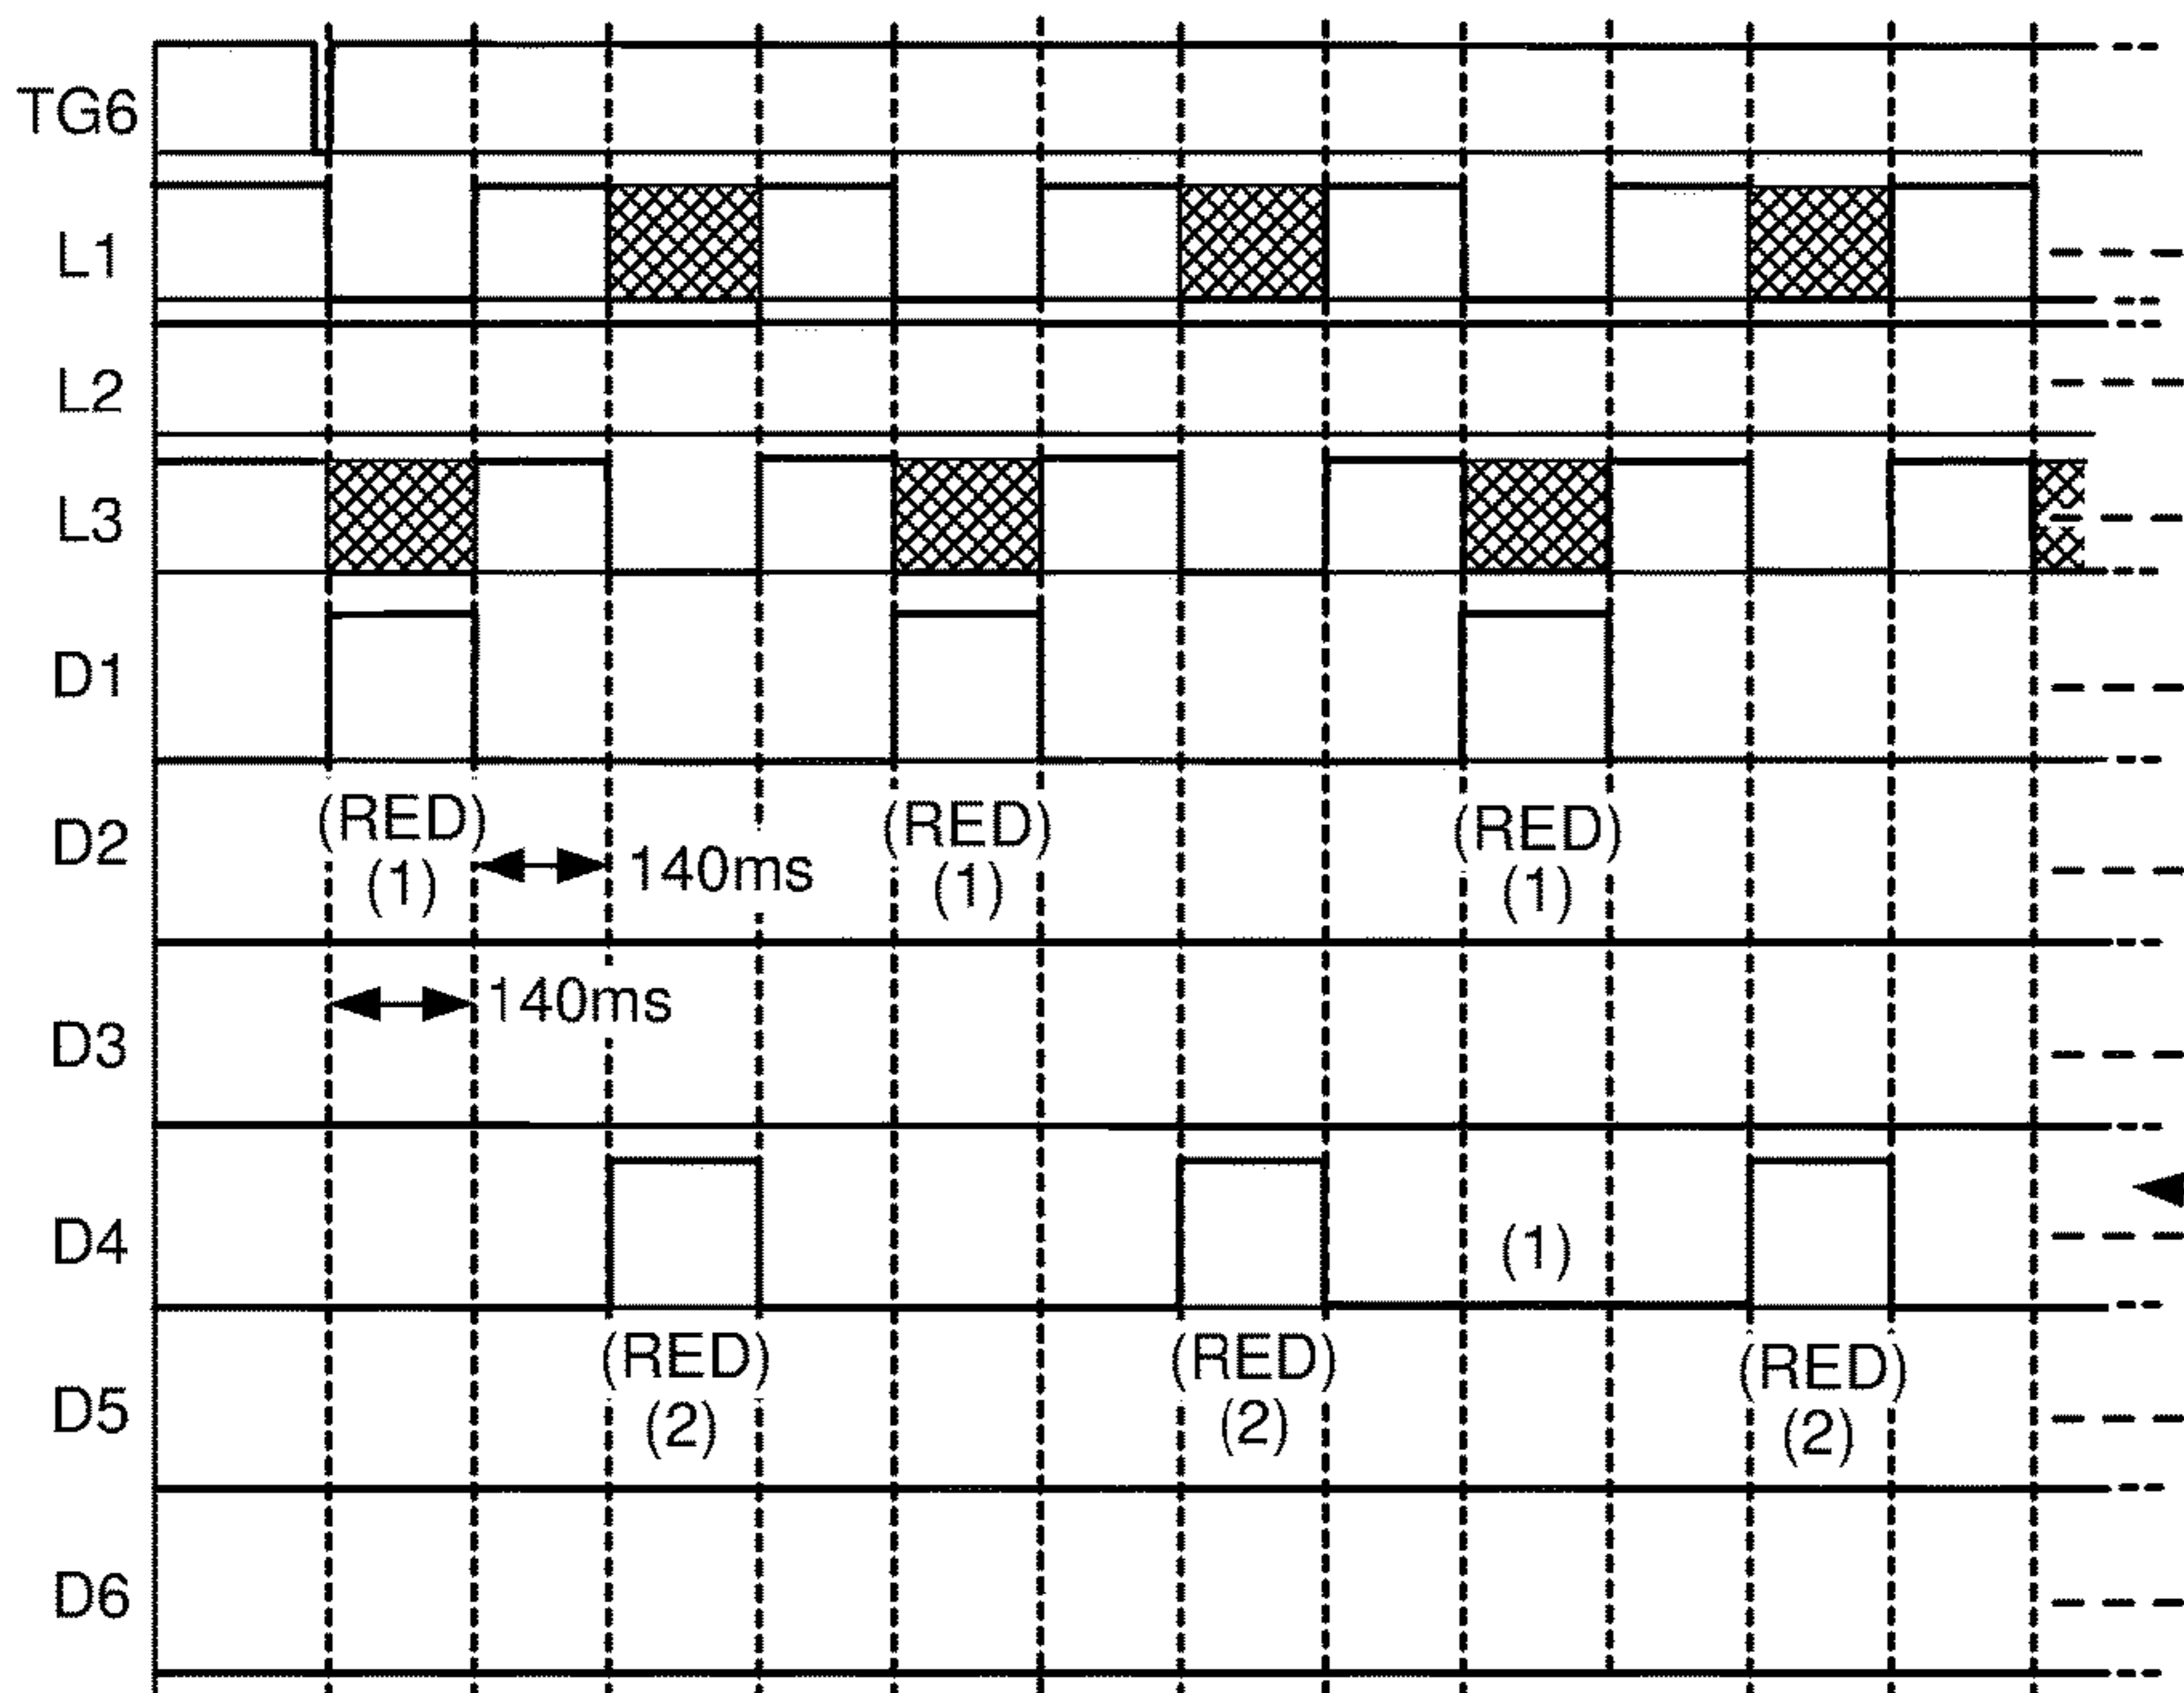 TG6
L1
L2
L3
D1
D2
(RED)
(1)
140ms
(RED)
(1)
(RED)
(1)
140ms
D3
D4
(1)
(RED)
(2)
(RED)
(2)
(RED)
(2)
D5
D6